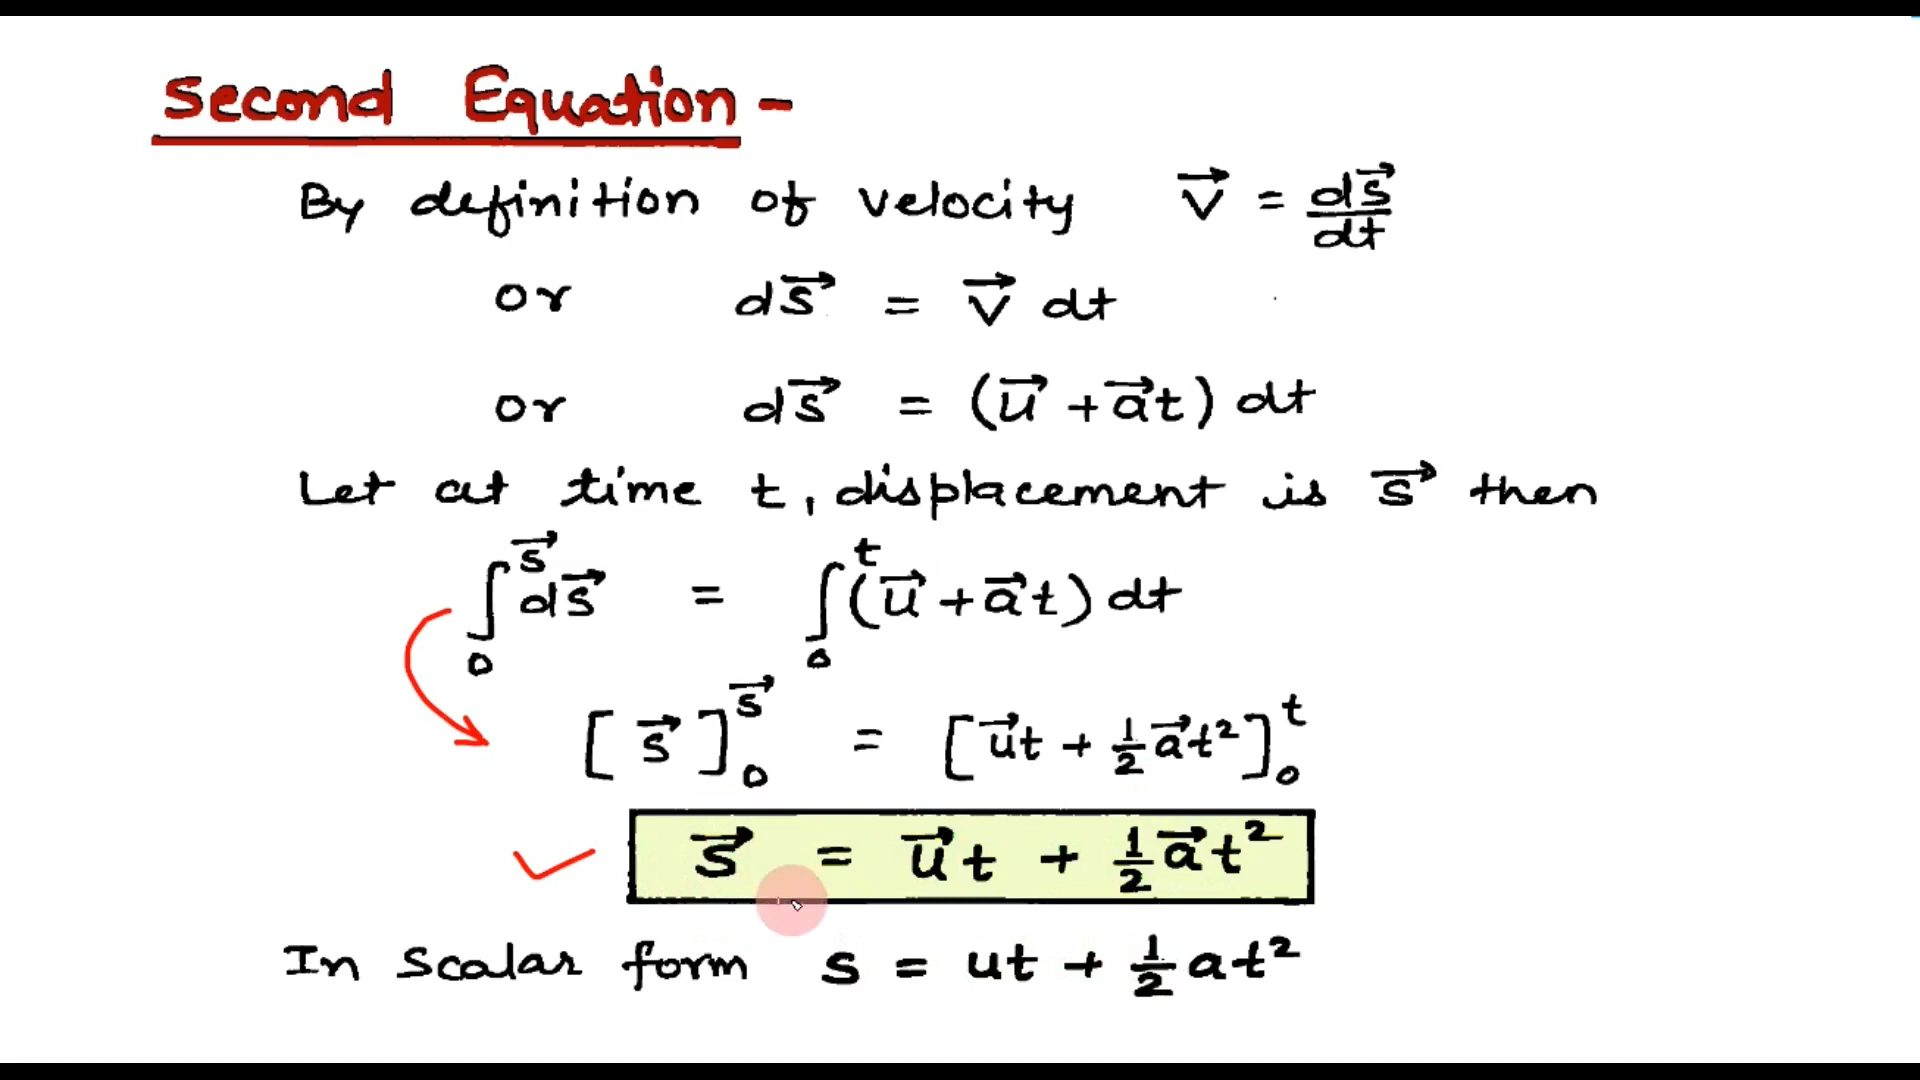 Second Equation -
By definition of velocity v⃗ = ds⃗/dt
or ds⃗ = v⃗ dt
or ds⃗ = (u⃗ + a⃗t) dt
Let at time t, displacement is s⃗ then
∫₀^s⃗ ds⃗ = ∫₀^t (u⃗ + a⃗t) dt
[s⃗]₀^s⃗ = [u⃗t + ½a⃗t²]₀^t
s⃗ = u⃗t + ½a⃗t²
In scalar form s = ut + ½at²